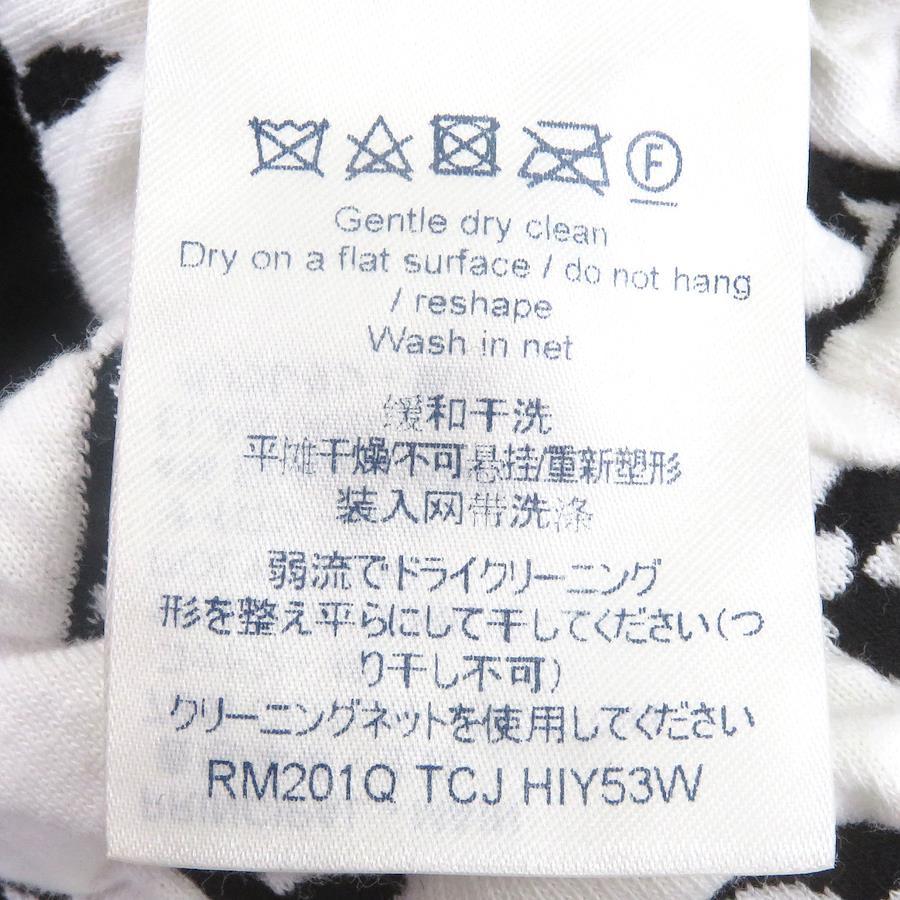 F
Gentle dry clean
Dry on a flat surface / do not hang
/ reshape
Wash in net
缓和干洗
平摊干燥/不可悬挂/重新塑形
装入网带洗涤
弱流でドライクリーニング
形を整え平らにして干してください(つ
り干し不可)
クリーニングネットを使用してください
RM201Q TCJ HIY53W